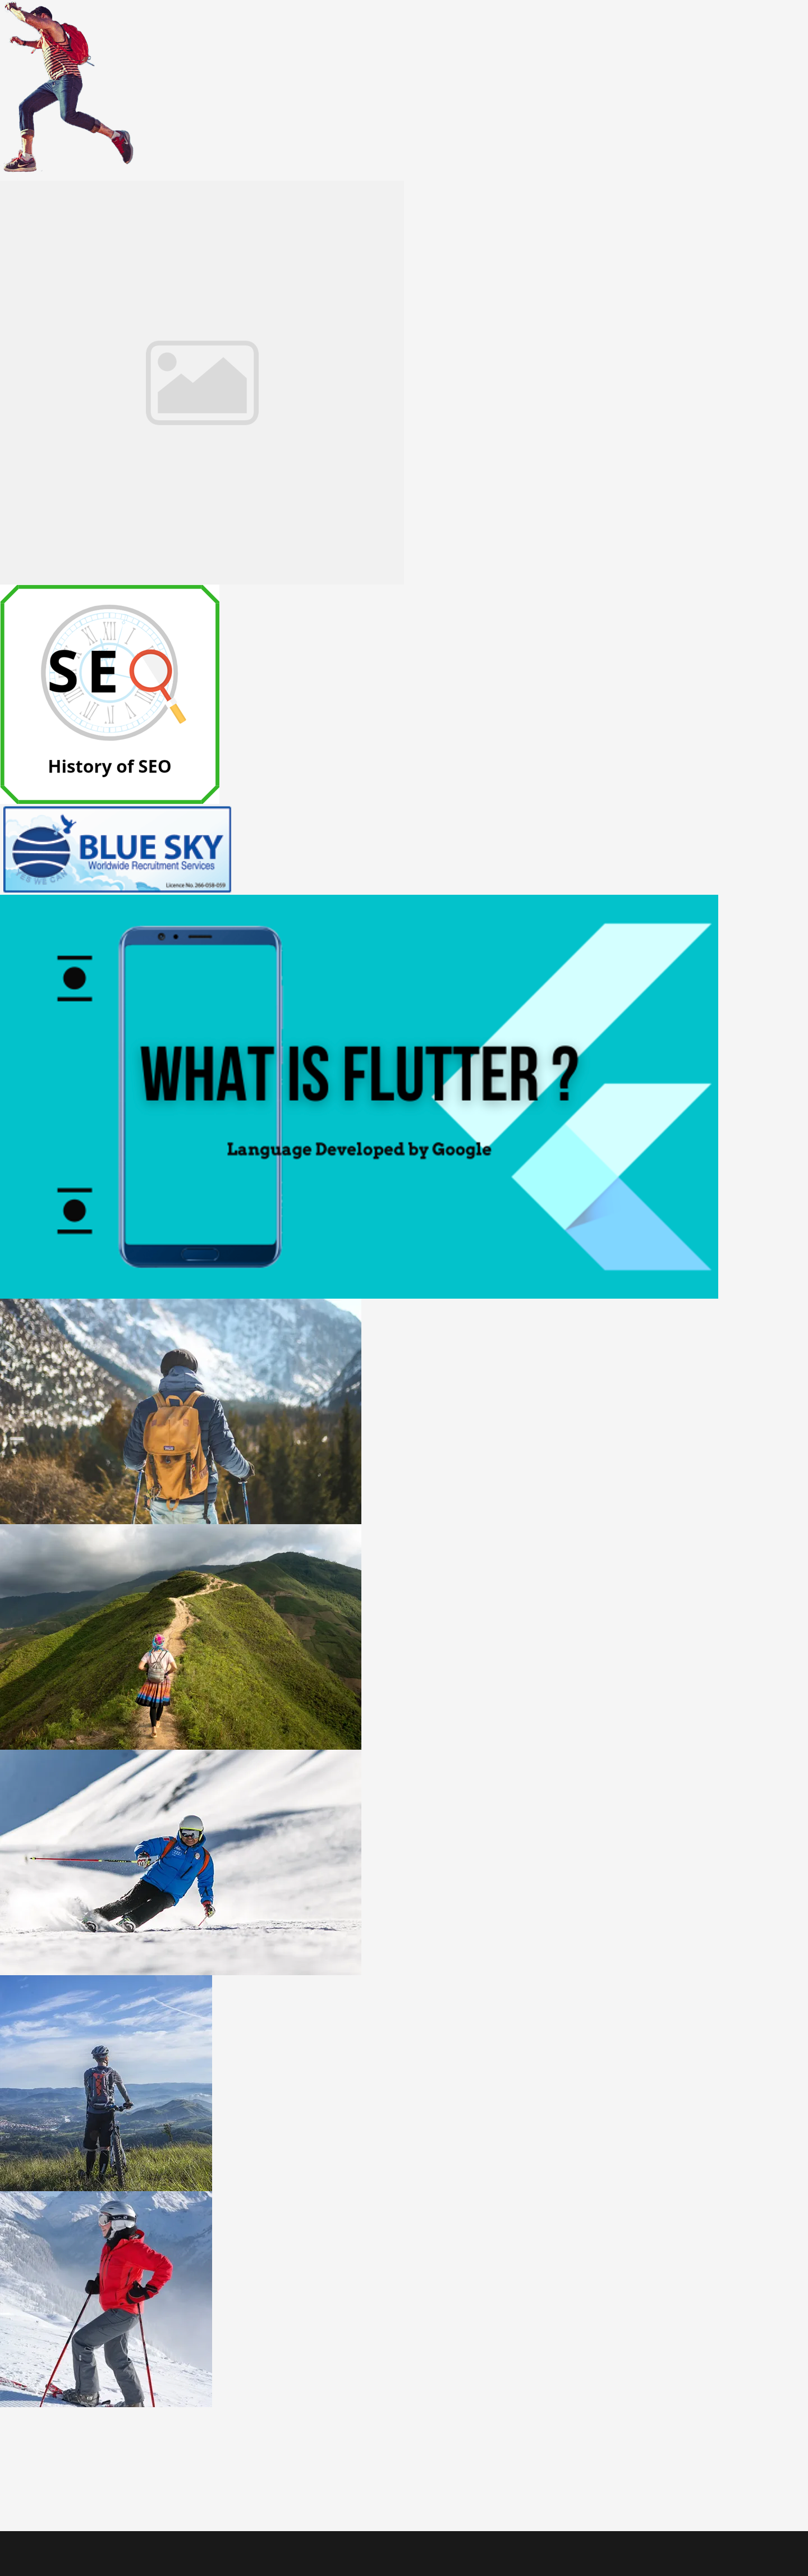 SEO
History of SEO
BLUE SKY
Worldwide Recruitment Services
YES WE CAN
Licence No. 266-058-059
WHAT IS FLUTTER ?
Language Developed by Google